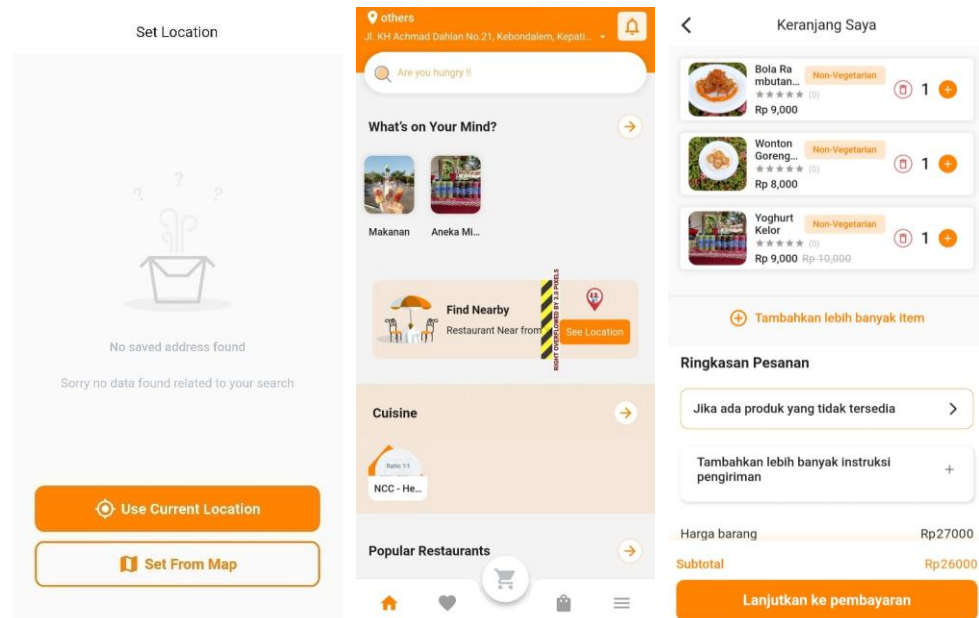 Set Location
? ? ?
No saved address found
Sorry no data found related to your search
Use Current Location
Set From Map
others
Jl. KH Achmad Dahlan No.21, Kebondalem, Kepati...
Are you hungry !!
What's on Your Mind?
Makanan
Aneka Mi...
Find Nearby
Restaurant Near from
RIGHT OVERFLOWED BY 3.0 PIXELS
See Location
Cuisine
Ratio 1:1
NCC - He...
Popular Restaurants
Keranjang Saya
Bola Ra
mbutan...
Non-Vegetarian
(0)
Rp 9,000
1
Wonton
Goreng...
Non-Vegetarian
(0)
Rp 8,000
1
Yoghurt
Kelor
Non-Vegetarian
(0)
Rp 9,000 Rp 10,000
1
Tambahkan lebih banyak item
Ringkasan Pesanan
Jika ada produk yang tidak tersedia
Tambahkan lebih banyak instruksi
pengiriman
Harga barang Rp27000
Subtotal Rp26000
Lanjutkan ke pembayaran